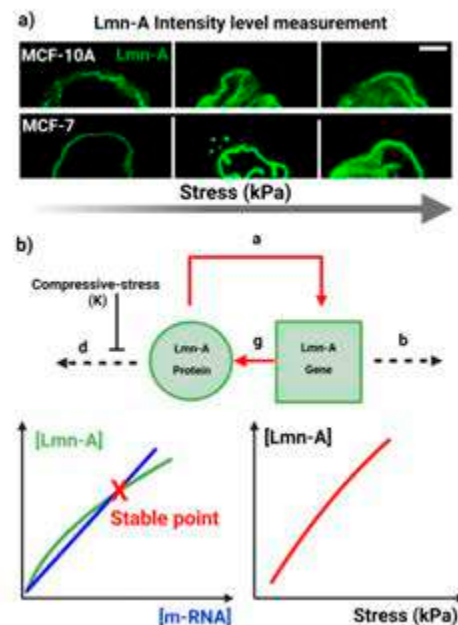 a)
Lmn-A Intensity level measurement
MCF-10A
Lmn-A
MCF-7
Stress (kPa)
b)
a
Compressive-stress
(K)
d
Lmn-A
Protein
g
Lmn-A
Gene
b
[Lmn-A]
Stable point
[m-RNA]
[Lmn-A]
Stress (kPa)